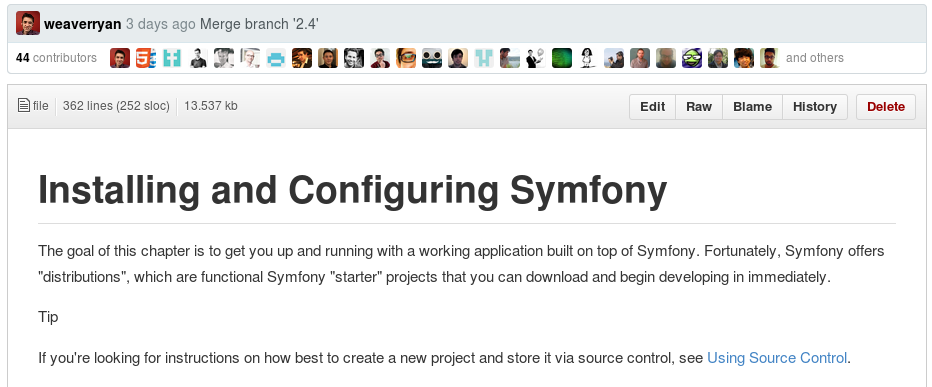 weaverryan 3 days ago Merge branch '2.4'
44 contributors and others
file 362 lines (252 sloc) 13.537 kb Edit Raw Blame History Delete
Installing and Configuring Symfony
The goal of this chapter is to get you up and running with a working application built on top of Symfony. Fortunately, Symfony offers
"distributions", which are functional Symfony "starter" projects that you can download and begin developing in immediately.
Tip
If you're looking for instructions on how best to create a new project and store it via source control, see Using Source Control.